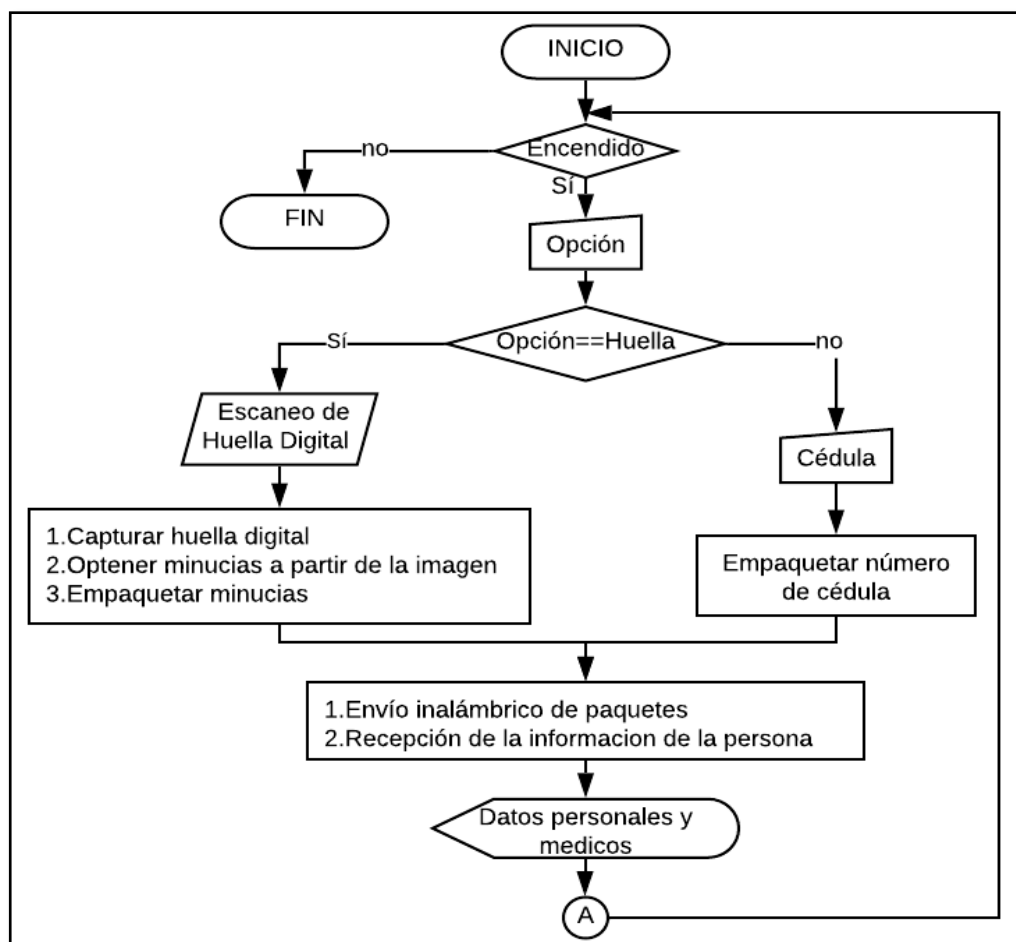 INICIO
Encendido
no
Sí
FIN
Opción
Opción==Huella
Sí
no
Escaneo de
Huella Digital
Cédula
1.Capturar huella digital
2.Optener minucias a partir de la imagen
3.Empaquetar minucias
Empaquetar número
de cédula
1.Envío inalámbrico de paquetes
2.Recepción de la informacion de la persona
Datos personales y
medicos
A